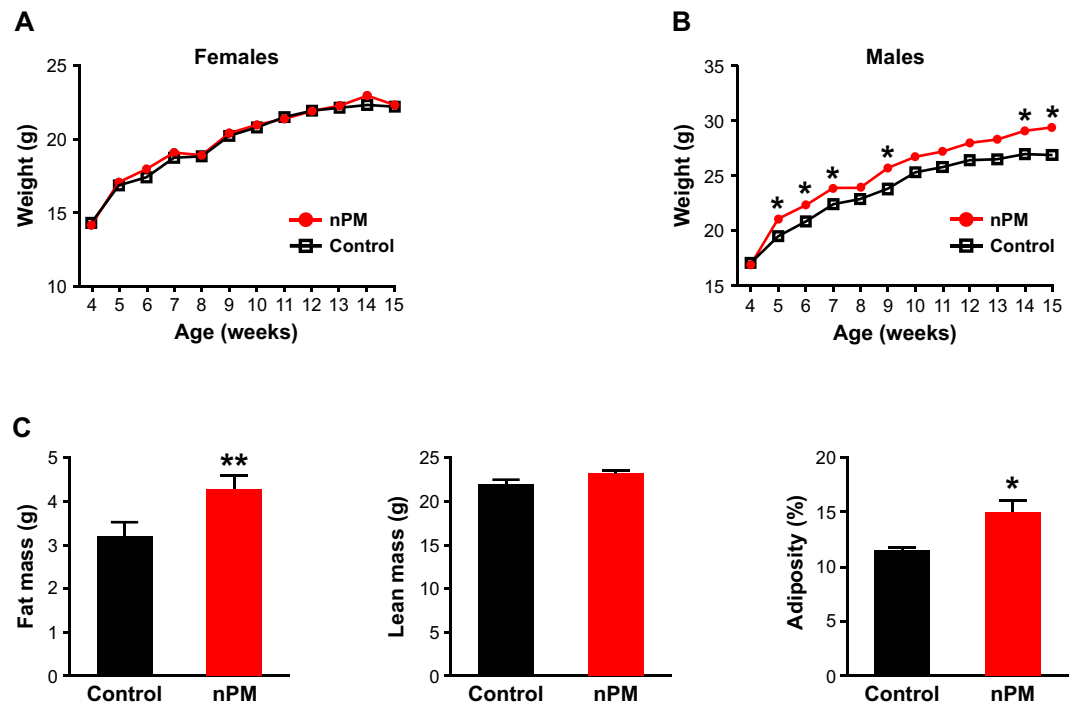 A
Females
Weight (g)
25
20
15
10
nPM
Control
4 5 6 7 8 9 10 11 12 13 14 15
Age (weeks)
B
Males
Weight (g)
35
30
25
20
15
* * * * * *
nPM
Control
4 5 6 7 8 9 10 11 12 13 14 15
Age (weeks)
C
Fat mass (g)
5
4
3
2
1
0
**
Control nPM
Lean mass (g)
25
20
15
10
5
0
Control nPM
Adiposity (%)
20
15
10
5
0
*
Control nPM